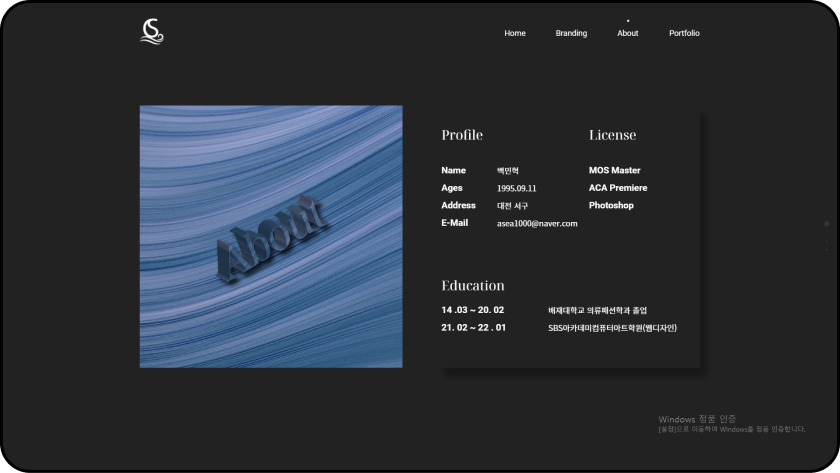 Home Branding About Portfolio
About
Profile
Name 백민혁
Ages 1995.09.11
Address 대전 서구
E-Mail asea1000@naver.com
License
MOS Master
ACA Premiere
Photoshop
Education
14 .03 ~ 20. 02 배재대학교 의류패션학과 졸업
21. 02 ~ 22 . 01 SBS아카데미컴퓨터아트학원(웹디자인)
Windows 정품 인증
[설정]으로 이동하여 Windows를 정품 인증합니다.